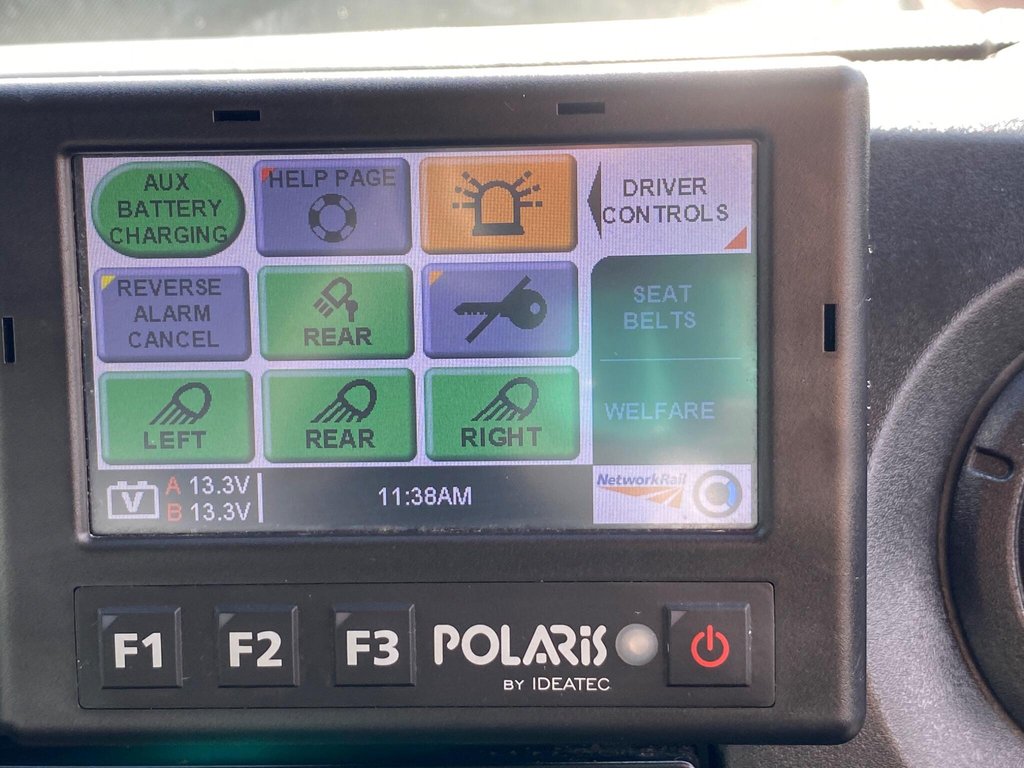 AUX
BATTERY
CHARGING
HELP PAGE
DRIVER
CONTROLS
REVERSE
ALARM
CANCEL
REAR
SEAT
BELTS
LEFT
REAR
RIGHT
WELFARE
V
A 13.3V
B 13.3V
11:38AM
NetworkRail
F1
F2
F3
POLARiS
BY IDEATEC